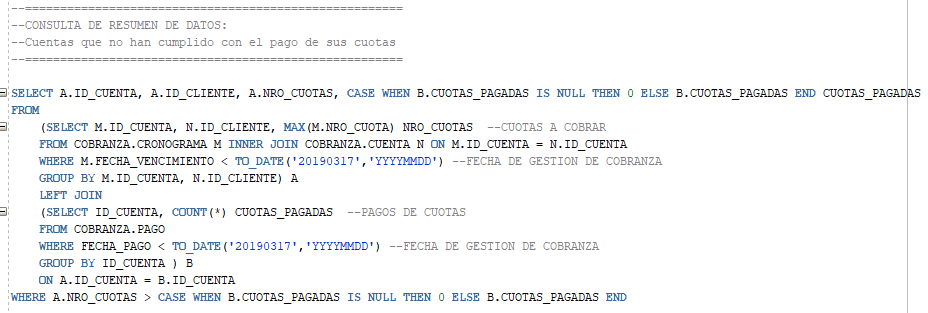 --======================================================
--CONSULTA DE RESUMEN DE DATOS:
--Cuentas que no han cumplido con el pago de sus cuotas
--======================================================
SELECT A.ID_CUENTA, A.ID_CLIENTE, A.NRO_CUOTAS, CASE WHEN B.CUOTAS_PAGADAS IS NULL THEN 0 ELSE B.CUOTAS_PAGADAS END CUOTAS_PAGADAS
FROM
(SELECT M.ID_CUENTA, N.ID_CLIENTE, MAX(M.NRO_CUOTA) NRO_CUOTAS --CUOTAS A COBRAR
FROM COBRANZA.CRONOGRAMA M INNER JOIN COBRANZA.CUENTA N ON M.ID_CUENTA = N.ID_CUENTA
WHERE M.FECHA_VENCIMIENTO < TO_DATE('20190317','YYYYMMDD') --FECHA DE GESTION DE COBRANZA
GROUP BY M.ID_CUENTA, N.ID_CLIENTE) A
LEFT JOIN
(SELECT ID_CUENTA, COUNT(*) CUOTAS_PAGADAS --PAGOS DE CUOTAS
FROM COBRANZA.PAGO
WHERE FECHA_PAGO < TO_DATE('20190317','YYYYMMDD') --FECHA DE GESTION DE COBRANZA
GROUP BY ID_CUENTA ) B
ON A.ID_CUENTA = B.ID_CUENTA
WHERE A.NRO_CUOTAS > CASE WHEN B.CUOTAS_PAGADAS IS NULL THEN 0 ELSE B.CUOTAS_PAGADAS END